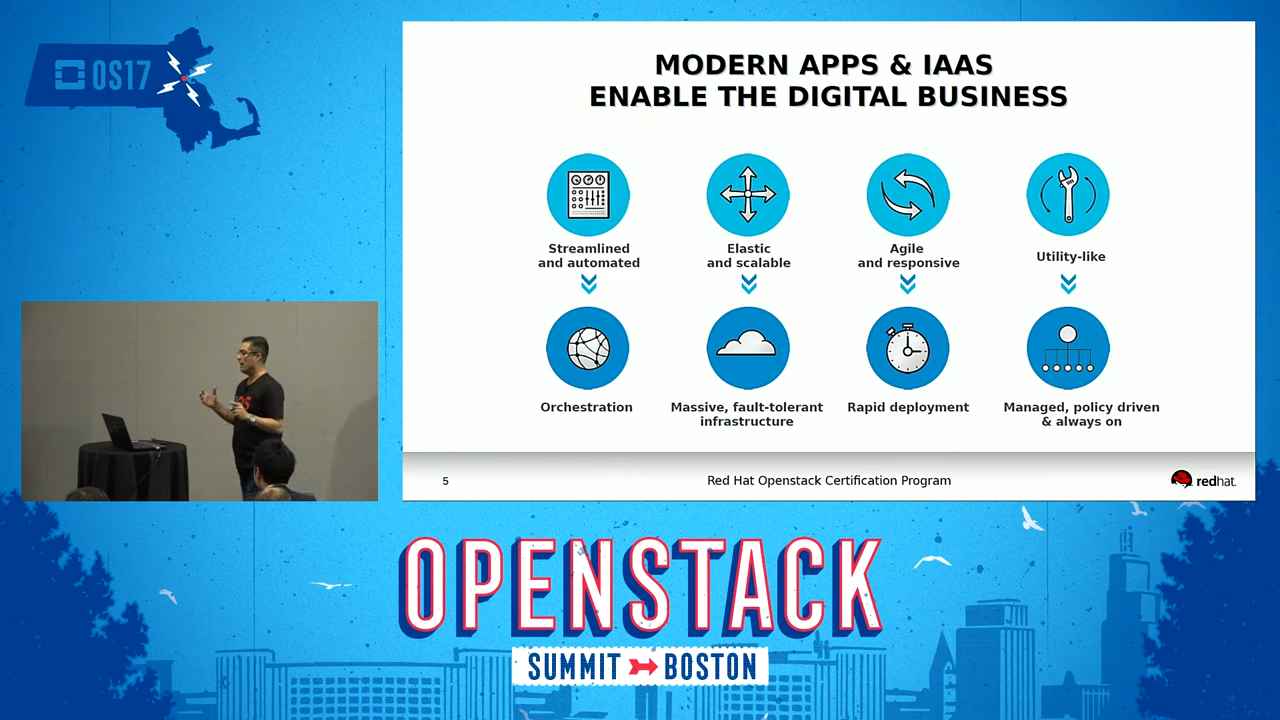 OS17
MODERN APPS & IAAS
ENABLE THE DIGITAL BUSINESS
Streamlined
and automated
Elastic
and scalable
Agile
and responsive
Utility-like
Orchestration
Massive, fault-tolerant
infrastructure
Rapid deployment
Managed, policy driven
& always on
5
Red Hat Openstack Certification Program
redhat.
OPENSTACK
SUMMIT BOSTON